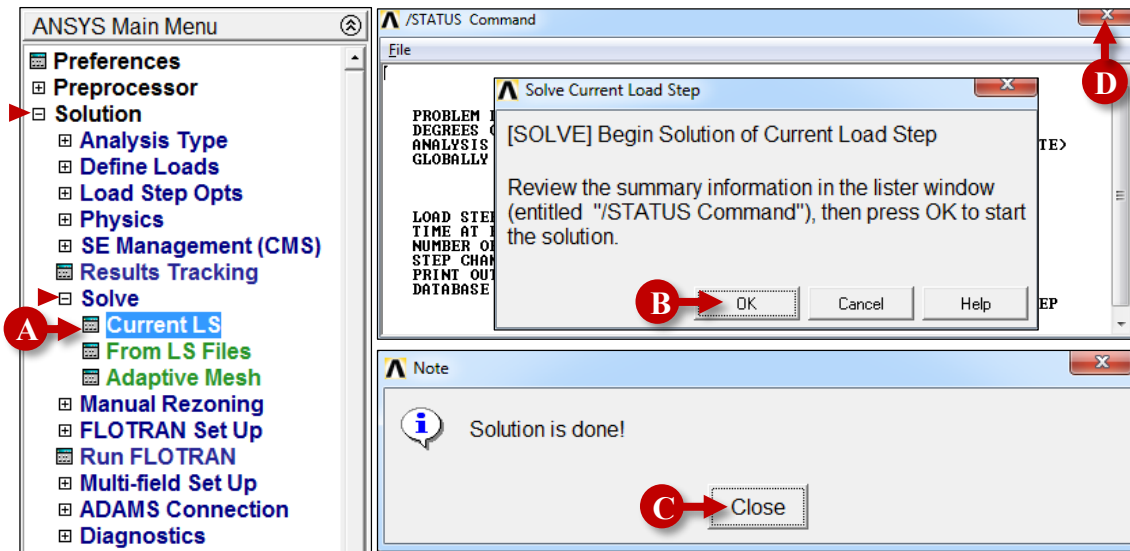 ANSYS Main Menu
Preferences
Preprocessor
Solution
Analysis Type
Define Loads
Load Step Opts
Physics
SE Management (CMS)
Results Tracking
Solve
A
Current LS
From LS Files
Adaptive Mesh
Manual Rezoning
FLOTRAN Set Up
Run FLOTRAN
Multi-field Set Up
ADAMS Connection
Diagnostics
/STATUS Command
File
D
PROBLEM
DEGREES
ANALYSIS TE)
GLOBALLY
LOAD STEP
TIME AT
NUMBER
STEP
PRINT
DATABASE EP
Solve Current Load Step
[SOLVE] Begin Solution of Current Load Step
Review the summary information in the lister window
(entitled "/STATUS Command"), then press OK to start
the solution.
B OK Cancel Help
Note
Solution is done!
C Close